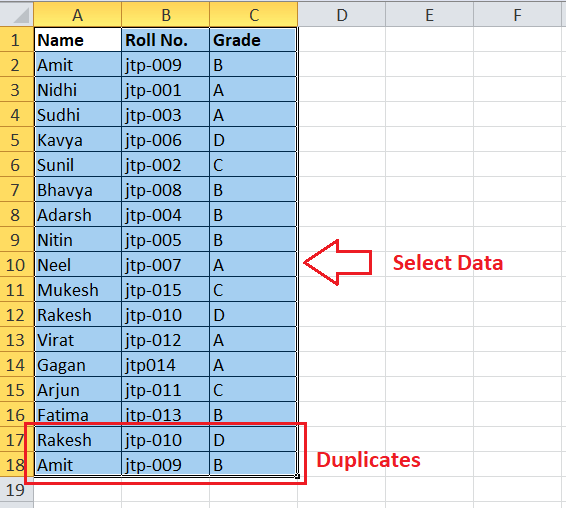 A B C D E F
1 Name Roll No. Grade
2 Amit jtp-009 B
3 Nidhi jtp-001 A
4 Sudhi jtp-003 A
5 Kavya jtp-006 D
6 Sunil jtp-002 C
7 Bhavya jtp-008 B
8 Adarsh jtp-004 B
9 Nitin jtp-005 B
10 Neel jtp-007 A Select Data
11 Mukesh jtp-015 C
12 Rakesh jtp-010 D
13 Virat jtp-012 A
14 Gagan jtp014 A
15 Arjun jtp-011 C
16 Fatima jtp-013 B
17 Rakesh jtp-010 D
18 Amit jtp-009 B Duplicates
19